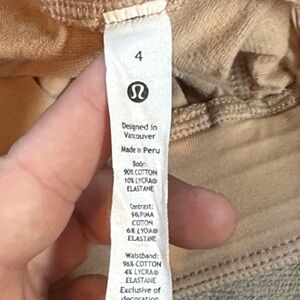 4
Designed in
Vancouver
Made in Peru
Body:
90% COTTON
10% LYCRA®
ELASTANE
Contrast:
94% PIMA
COTTON
6% LYCRA®
ELASTANE
Waistband:
96% COTTON
4% LYCRA®
ELASTANE
Exclusive of
decoration